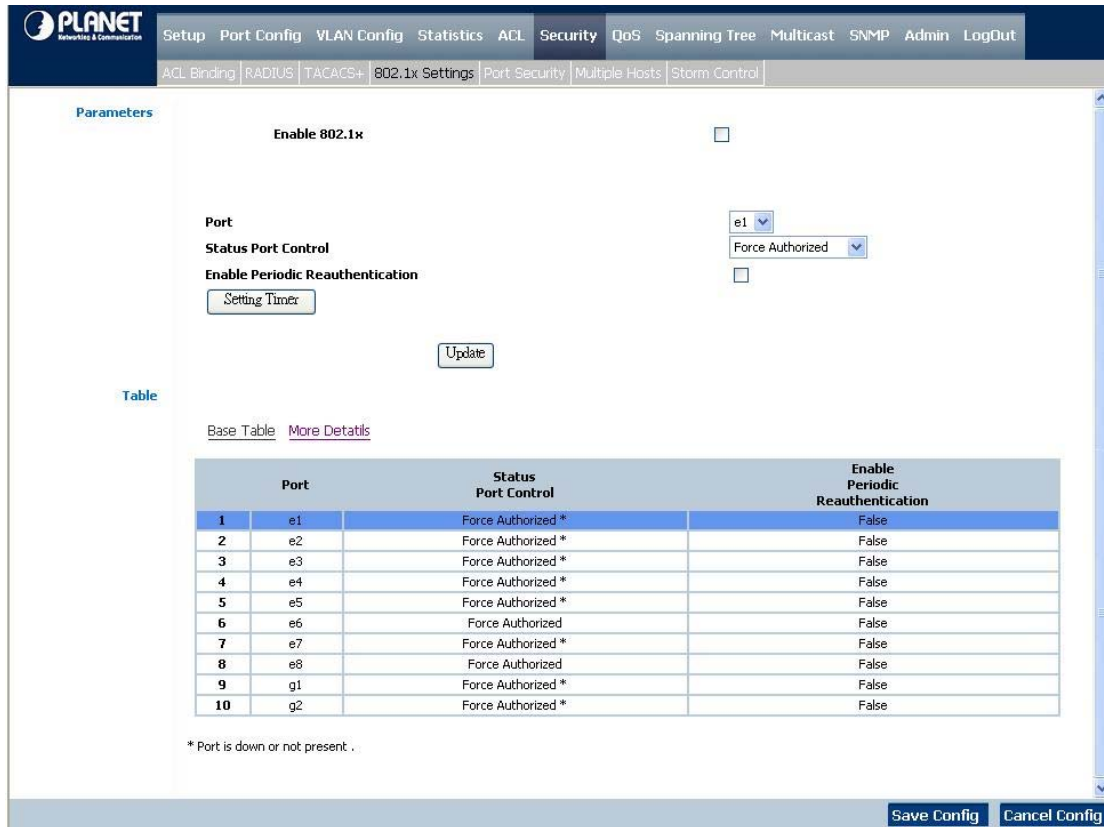 PLANET
Networking & Communication
Setup Port Config VLAN Config Statistics ACL Security QoS Spanning Tree Multicast SNMP Admin LogOut
ACL Binding RADIUS TACACS+ 802.1x Settings Port Security Multiple Hosts Storm Control
Parameters
Enable 802.1x
Port e1
Status Port Control Force Authorized
Enable Periodic Reauthentication
Setting Timer
Update
Table
Base Table More Detatils
Port Status Port Control Enable Periodic Reauthentication
1 e1 Force Authorized * False
2 e2 Force Authorized * False
3 e3 Force Authorized * False
4 e4 Force Authorized * False
5 e5 Force Authorized * False
6 e6 Force Authorized False
7 e7 Force Authorized * False
8 e8 Force Authorized False
9 g1 Force Authorized * False
10 g2 Force Authorized * False
* Port is down or not present .
Save Config Cancel Config